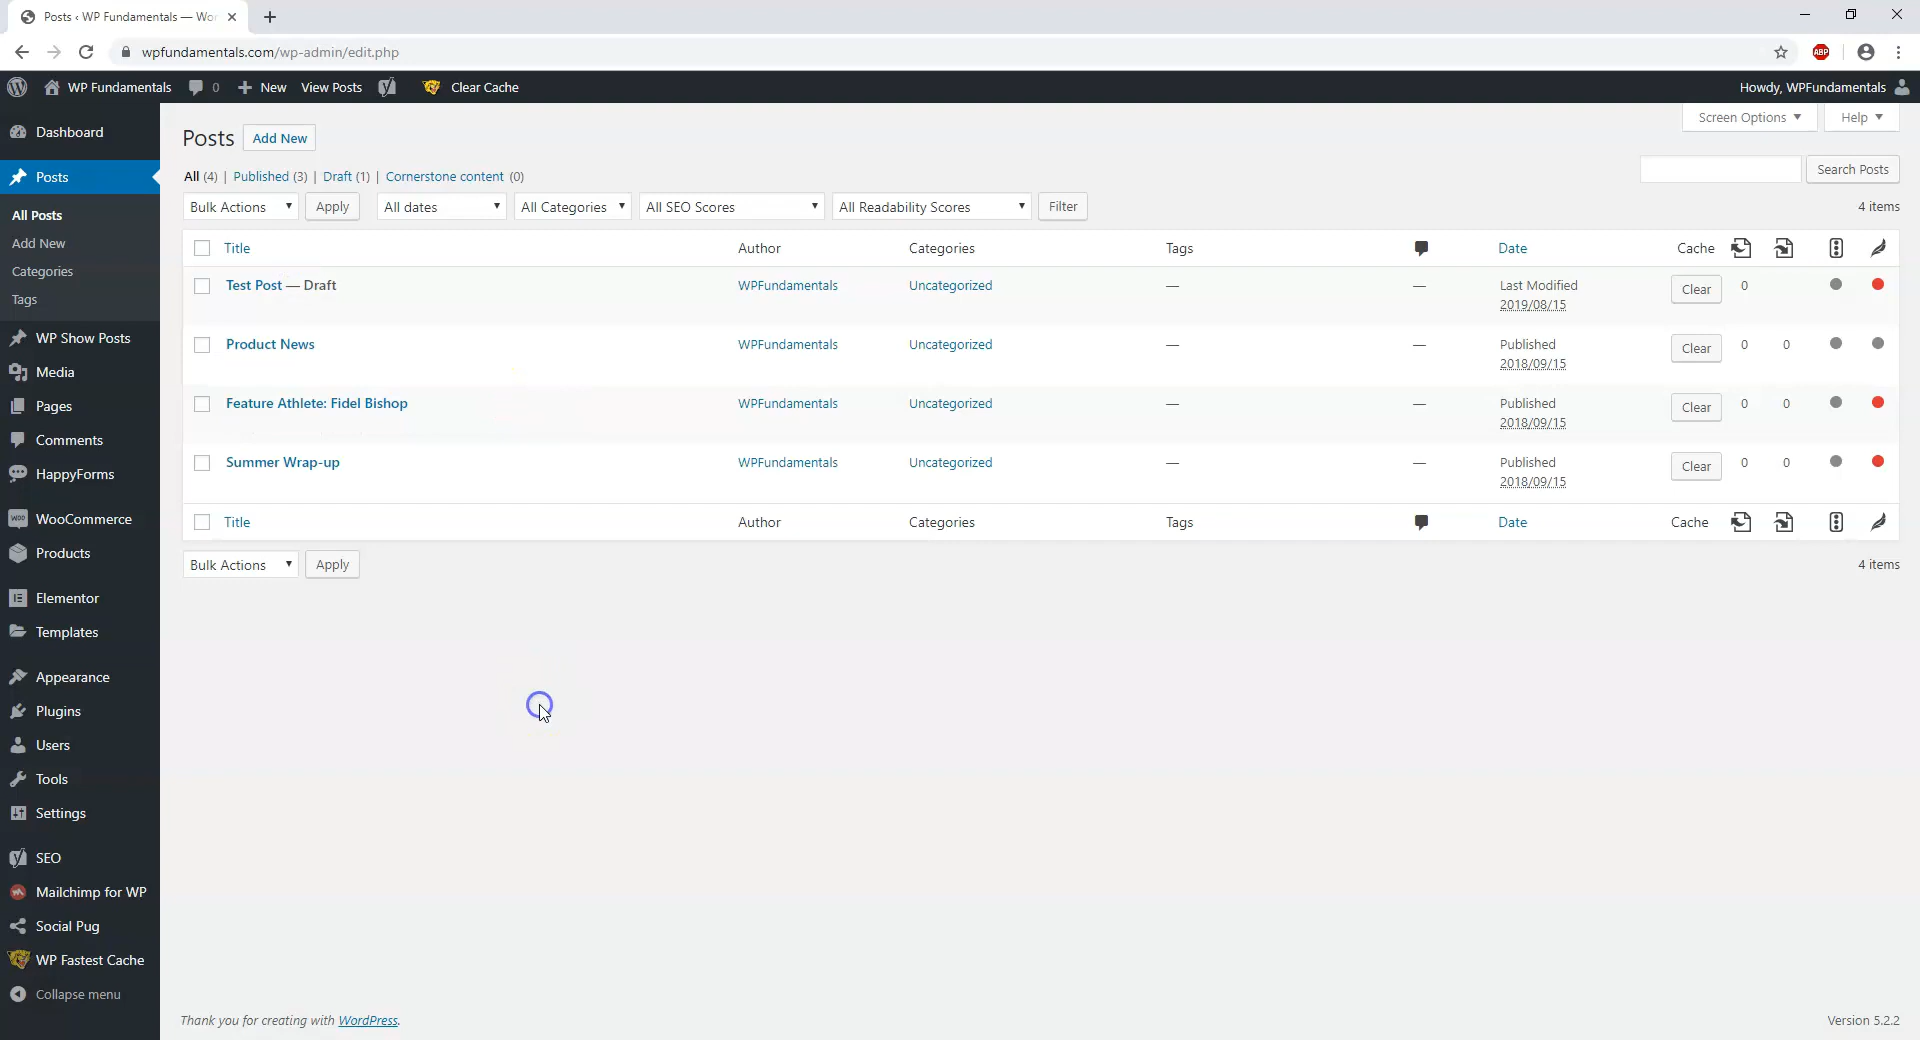 Posts ‹ WP Fundamentals — Wor
wpfundamentals.com/wp-admin/edit.php
ABP
WP Fundamentals 0 New View Posts Clear Cache Howdy, WPFundamentals
Dashboard
Posts
All Posts
Add New
Categories
Tags
WP Show Posts
Media
Pages
Comments
HappyForms
WooCommerce
Products
Elementor
Templates
Appearance
Plugins
Users
Tools
Settings
SEO
Mailchimp for WP
Social Pug
WP Fastest Cache
Collapse menu
Screen Options Help
Posts Add New
All (4) | Published (3) | Draft (1) | Cornerstone content (0)
Search Posts
Bulk Actions Apply All dates All Categories All SEO Scores All Readability Scores Filter 4 items
Title Author Categories Tags Date Cache
Test Post — Draft WPFundamentals Uncategorized — — Last Modified Clear 0
2019/08/15
Product News WPFundamentals Uncategorized — — Published Clear 0 0
2018/09/15
Feature Athlete: Fidel Bishop WPFundamentals Uncategorized — — Published Clear 0 0
2018/09/15
Summer Wrap-up WPFundamentals Uncategorized — — Published Clear 0 0
2018/09/15
Title Author Categories Tags Date Cache
Bulk Actions Apply 4 items
Thank you for creating with WordPress. Version 5.2.2